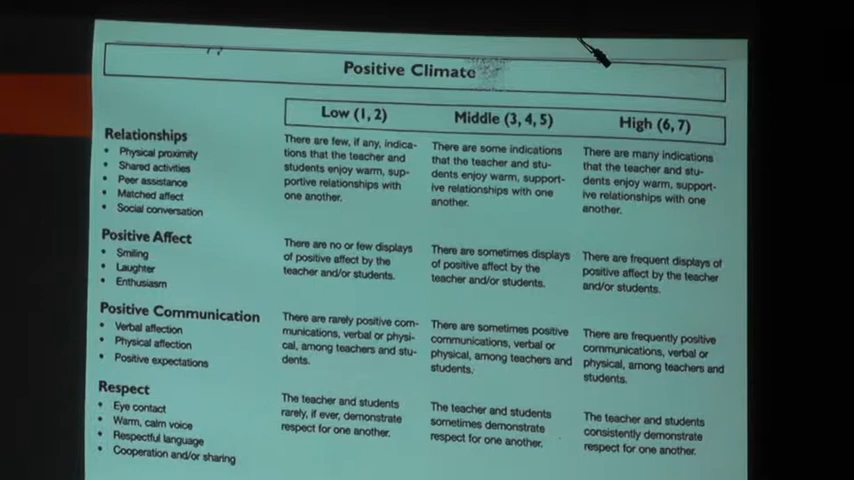 Positive Climate
Low (1, 2)
Middle (3, 4, 5)
High (6, 7)
Relationships
• Physical proximity
• Shared activities
• Peer assistance
• Matched affect
• Social conversation
There are few, if any, indica-
tions that the teacher and
students enjoy warm, sup-
portive relationships with
one another.
There are some indications
that the teacher and stu-
dents enjoy warm, support-
ive relationships with one
another.
There are many indications
that the teacher and stu-
dents enjoy warm, support-
ive relationships with one
another.
Positive Affect
• Smiling
• Laughter
• Enthusiasm
There are no or few displays
of positive affect by the
teacher and/or students.
There are sometimes displays
of positive affect by the
teacher and/or students.
There are frequent displays of
positive affect by the teacher
and/or students.
Positive Communication
• Verbal affection
• Physical affection
• Positive expectations
There are rarely positive com-
munications, verbal or physi-
cal, among teachers and stu-
dents.
There are sometimes positive
communications, verbal or
physical, among teachers and
students.
There are frequently positive
communications, verbal or
physical, among teachers and
students.
Respect
• Eye contact
• Warm, calm voice
• Respectful language
• Cooperation and/or sharing
The teacher and students
rarely, if ever, demonstrate
respect for one another.
The teacher and students
sometimes demonstrate
respect for one another.
The teacher and students
consistently demonstrate
respect for one another.